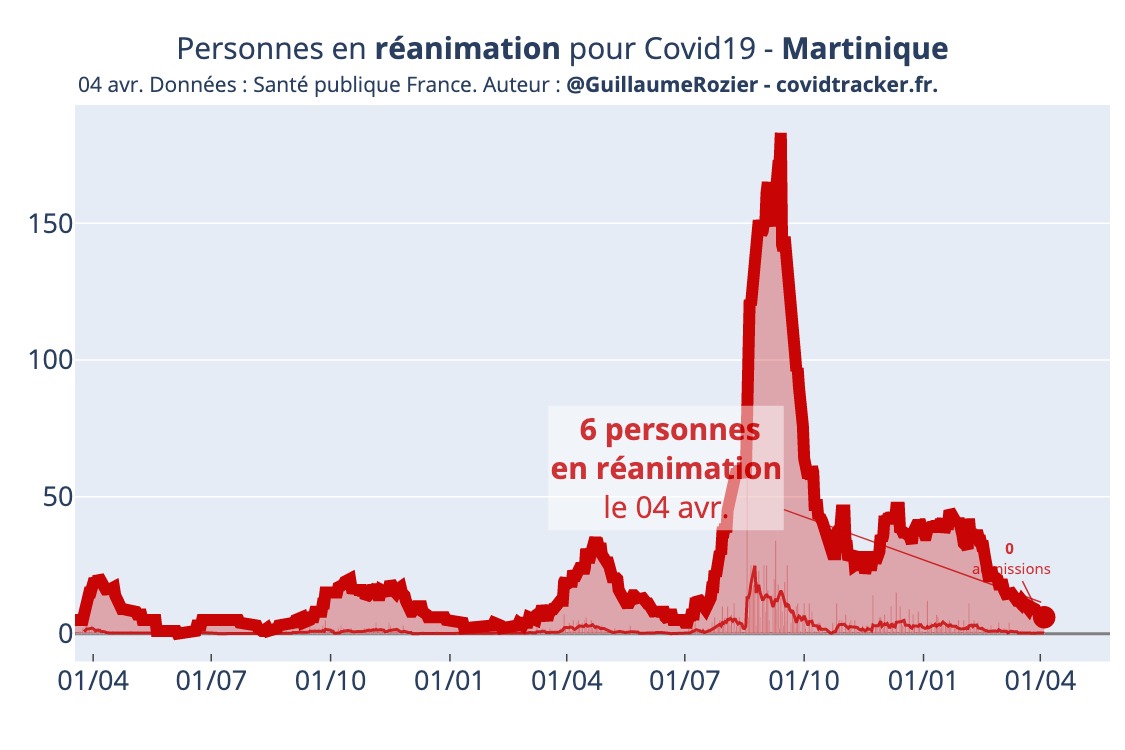 Personnes en réanimation pour Covid19 - Martinique
04 avr. Données : Santé publique France. Auteur : @GuillaumeRozier - covidtracker.fr.
150
100
50
0
6 personnes
en réanimation
le 04 avr.
0
admissions
01/04 01/07 01/10 01/01 01/04 01/07 01/10 01/01 01/04